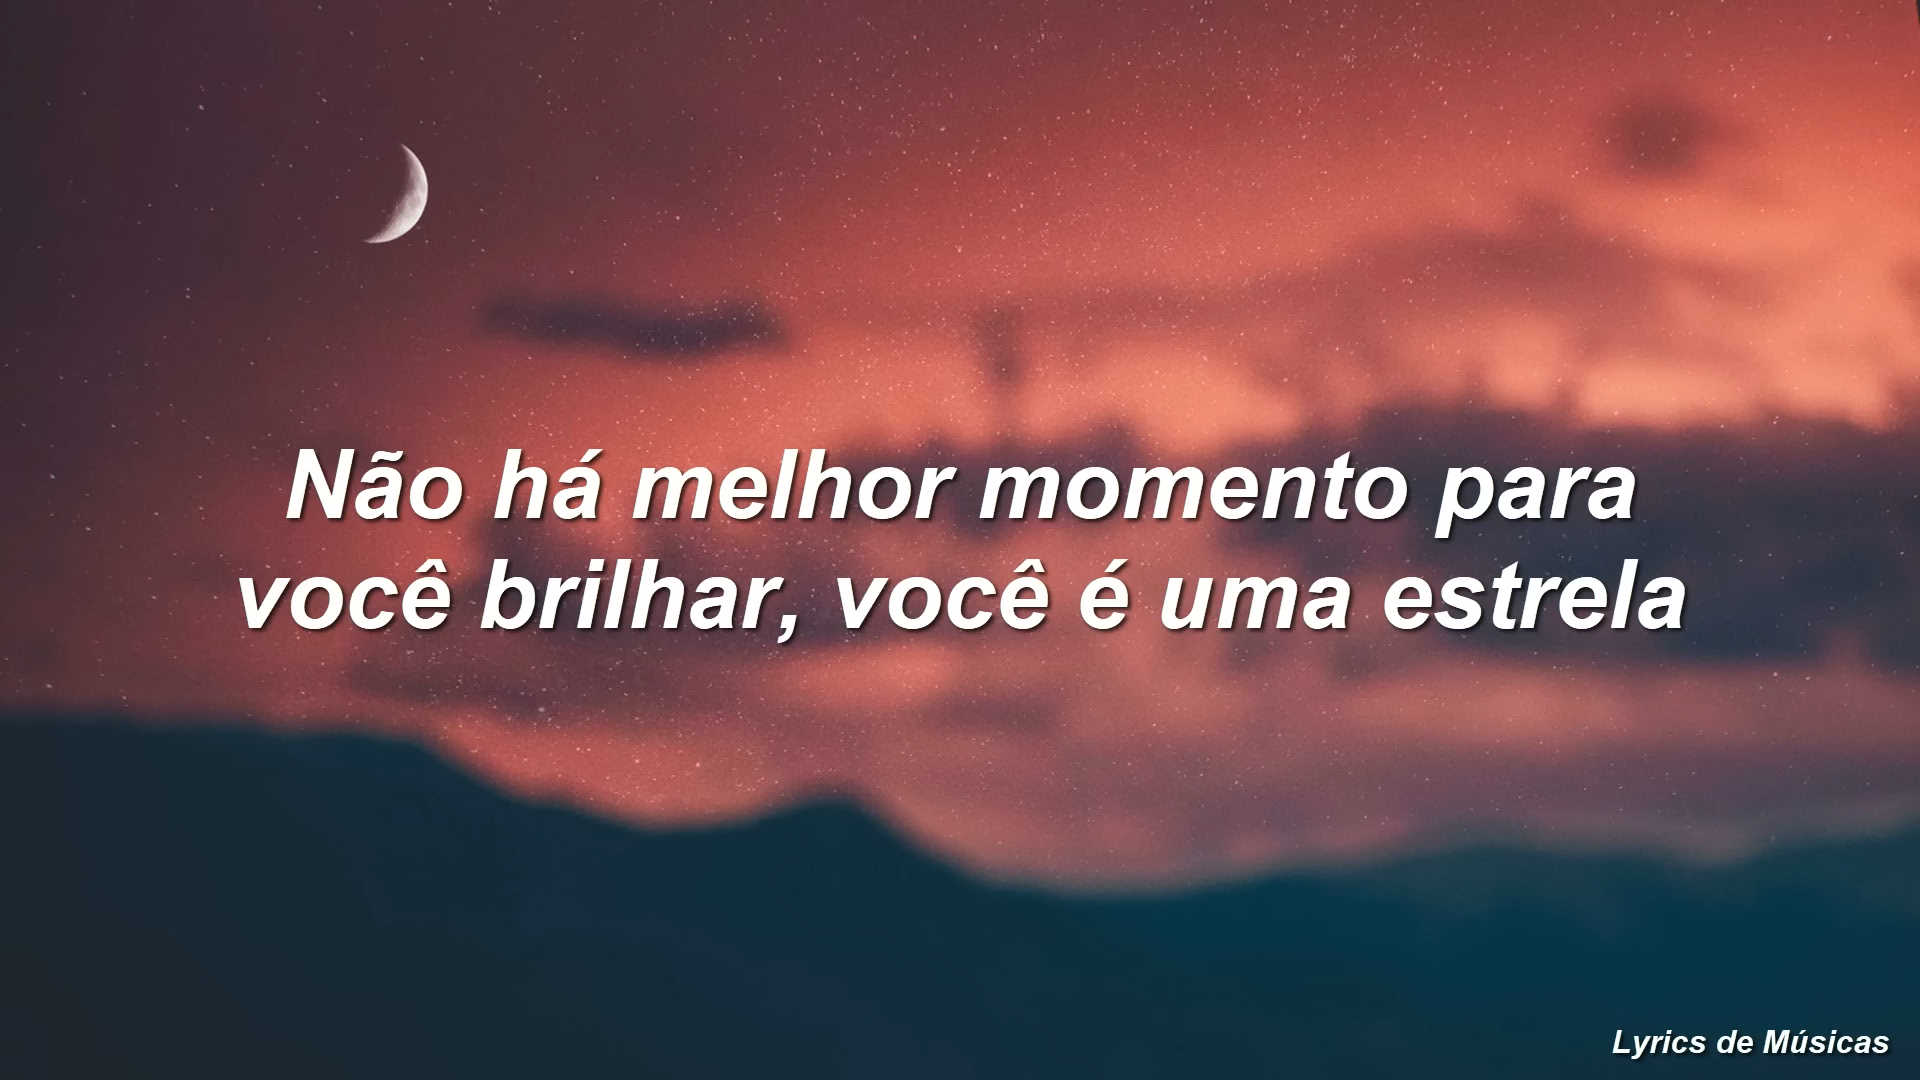 Não há melhor momento para
você brilhar, você é uma estrela
Lyrics de Músicas